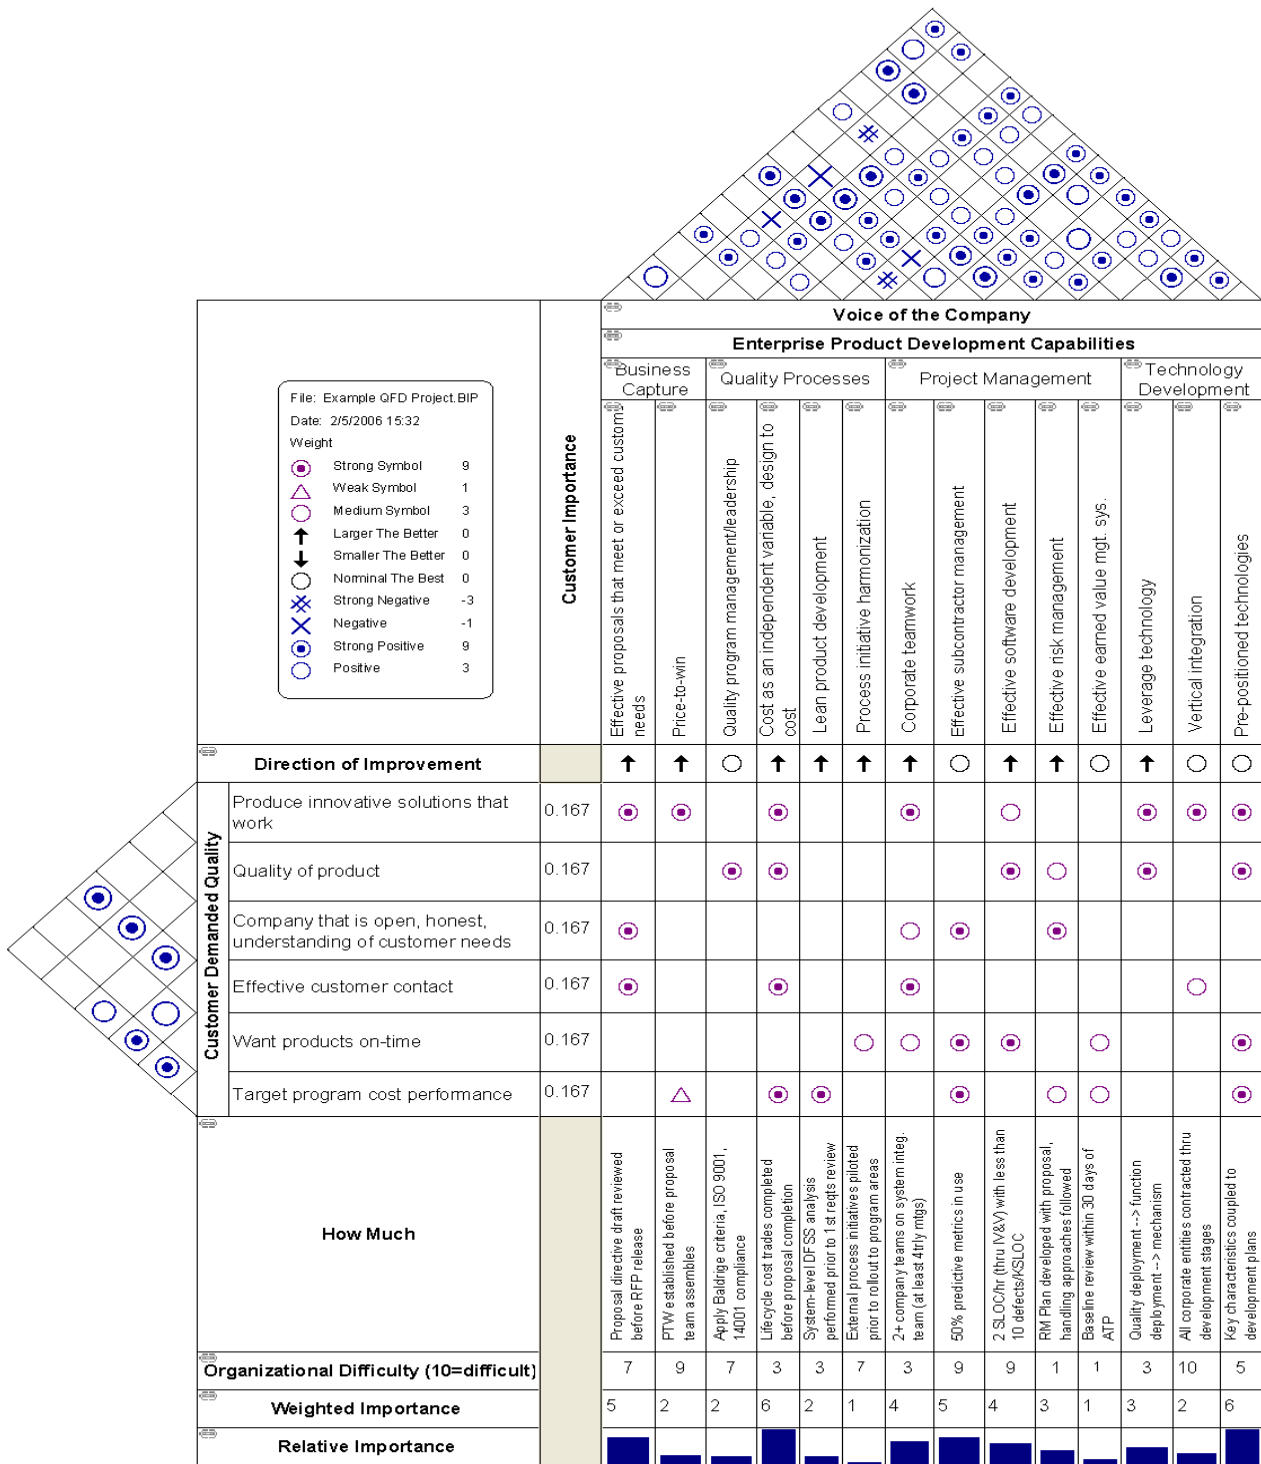 Voice of the Company
Enterprise Product Development Capabilities
Business
Capture
Quality Processes
Project Management
Technology
Development
File: Example QFD Project.BIP
Date: 2/5/2006 15:32
Weight
Strong Symbol 9
Weak Symbol 1
Medium Symbol 3
Larger The Better 0
Smaller The Better 0
Nominal The Best 0
Strong Negative -3
Negative -1
Strong Positive 9
Positive 3
Customer Importance
Effective proposals that meet or exceed
needs
Price-to-win
Quality program management/leadership
Cost as an independent variable, design to
cost
Lean product development
Process initiative harmonization
Corporate teamwork
Effective subcontractor management
Effective software development
Effective risk management
Effective earned value mgt. sys.
Leverage technology
Vertical integration
Pre-positioned technologies
Direction of Improvement
Customer Demanded Quality
Produce innovative solutions that
work
0.167
Quality of product 0.167
Company that is open, honest,
understanding of customer needs
0.167
Effective customer contact 0.167
Want products on-time 0.167
Target program cost performance 0.167
How Much
Proposal directive draft reviewed
before RFP release
PTW established before proposal
team assembles
Apply Baldrige criteria, ISO 9001,
14001 compliance
Lifecycle cost trades completed
before proposal completion
System-level DFSS analysis
performed prior to 1st reqts review
External process initiatives piloted
prior to rollout to program areas
2+ company teams on system integ.
team (at least 4trly mtgs)
50% predictive metrics in use
2 SLOC/hr (thru IV&V) with less than
10 defects/KSLOC
RM Plan developed with proposal,
handling approaches followed
Baseline review within 30 days of
ATP
Quality deployment --> function
deployment --> mechanism
All corporate entities contracted thru
development stages
Key characteristics coupled to
development plans
Organizational Difficulty (10=difficult) 7 9 7 3 3 7 3 9 9 1 1 3 10 5
Weighted Importance 5 2 2 6 2 1 4 5 4 3 1 3 2 6
Relative Importance